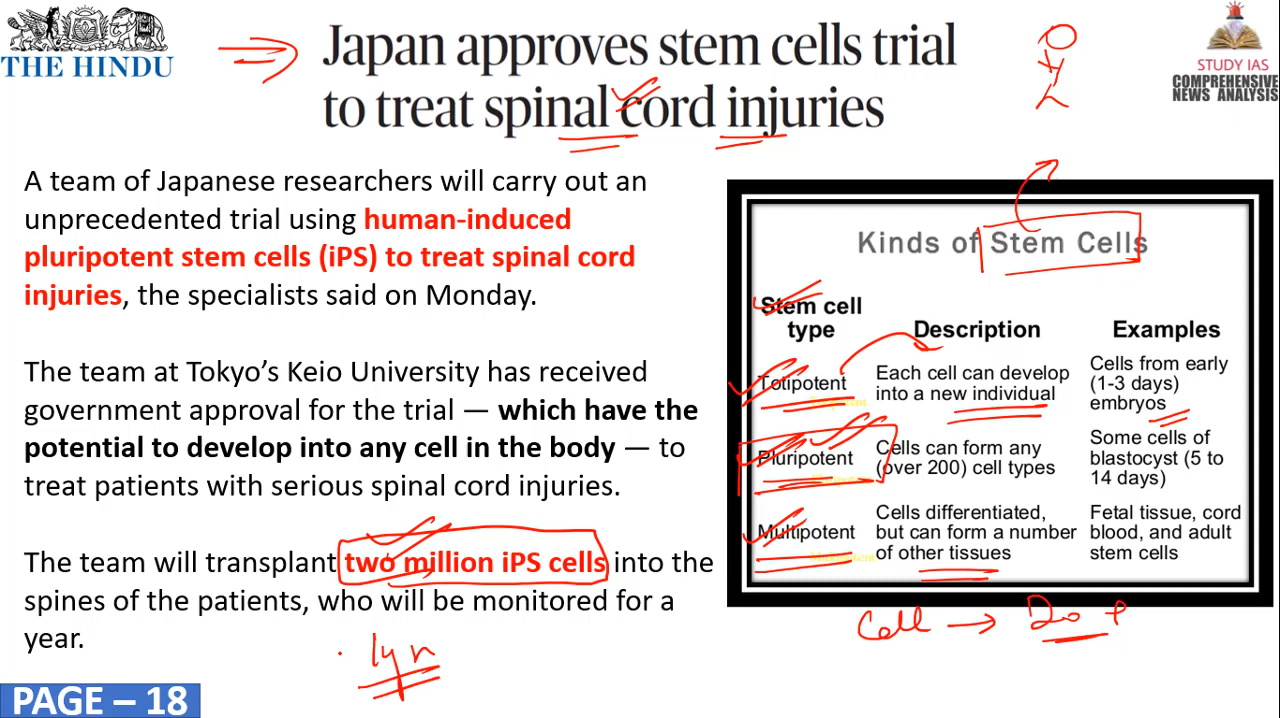 THE HINDU
Japan approves stem cells trial
to treat spinal cord injuries
STUDY IAS
COMPREHENSIVE
NEWS ANALYSIS
A team of Japanese researchers will carry out an
unprecedented trial using human-induced
pluripotent stem cells (iPS) to treat spinal cord
injuries, the specialists said on Monday.
The team at Tokyo's Keio University has received
government approval for the trial — which have the
potential to develop into any cell in the body — to
treat patients with serious spinal cord injuries.
The team will transplant two million iPS cells into the
spines of the patients, who will be monitored for a
year.
Kinds of Stem Cells
Stem cell
type
Description
Examples
Totipotent
Each cell can develop
into a new individual
Cells from early
(1-3 days)
embryos
Pluripotent
Cells can form any
(over 200) cell types
Some cells of
blastocyst (5 to
14 days)
Multipotent
Cells differentiated,
but can form a number
of other tissues
Fetal tissue, cord
blood, and adult
stem cells
Cell →
PAGE – 18